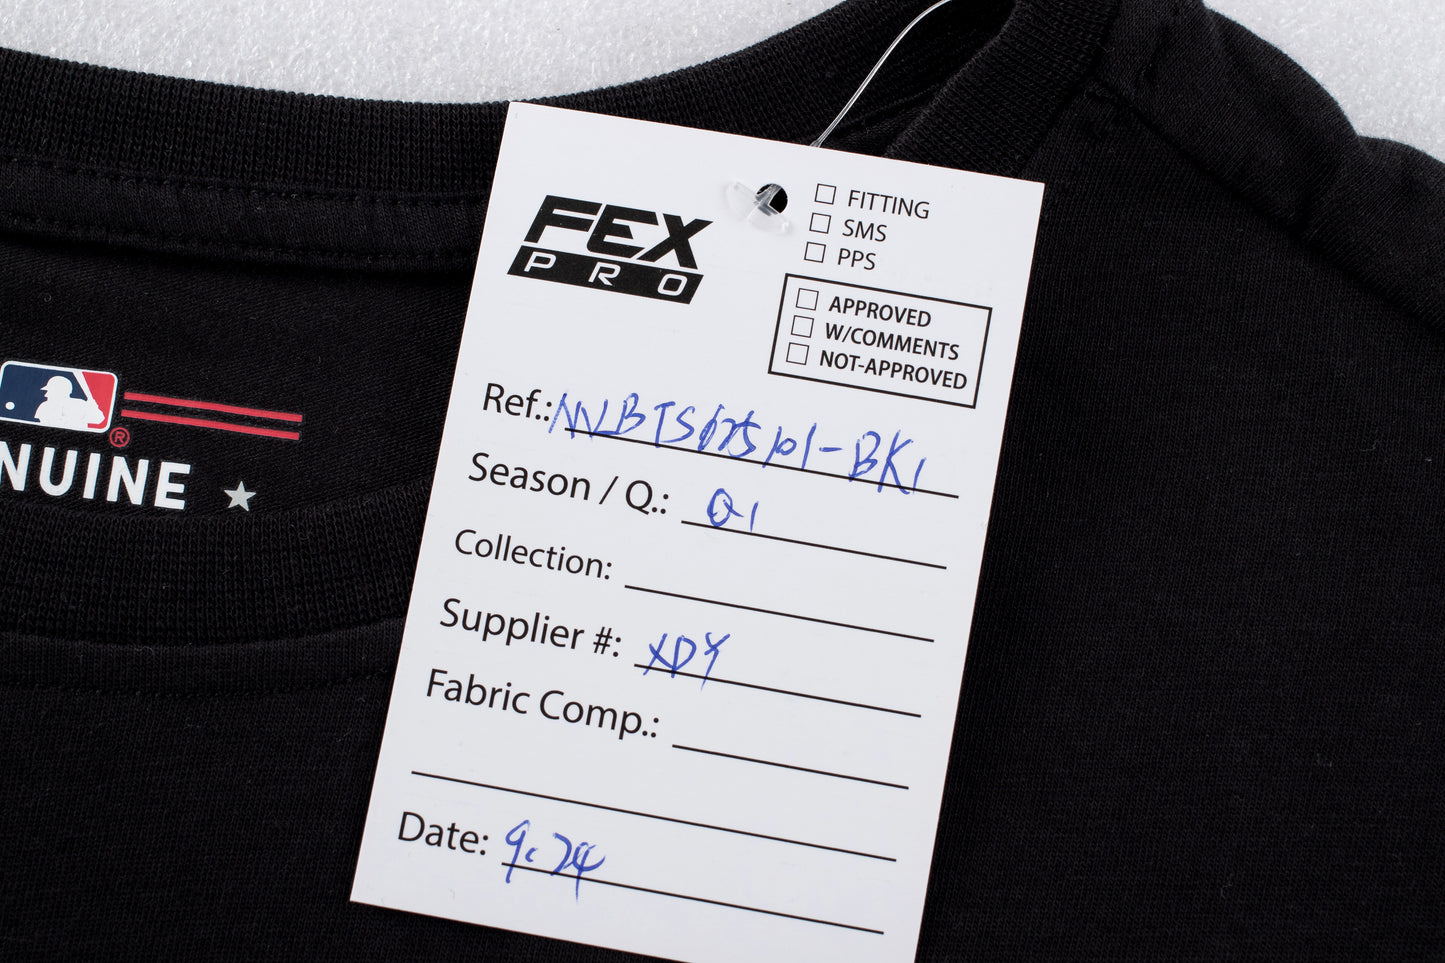 FEX
PRO
FITTING
SMS
PPS
APPROVED
W/COMMENTS
NOT-APPROVED
Ref.:
Season / Q.: Q1
Collection:
Supplier #: XDY
Fabric Comp.:
Date: 9.24
NUINE
®